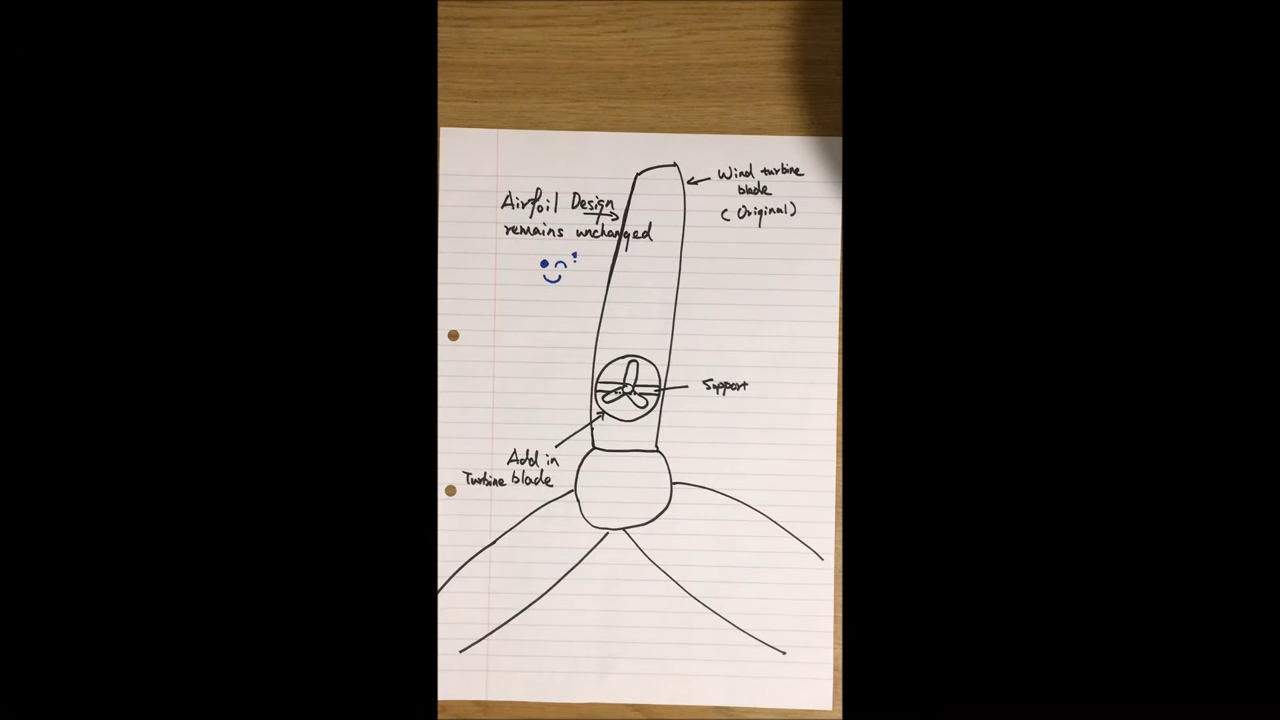 Wind turbine
blade
(Original)
Airfoil Design
remains unchanged
Support
Add in
Turbine blade